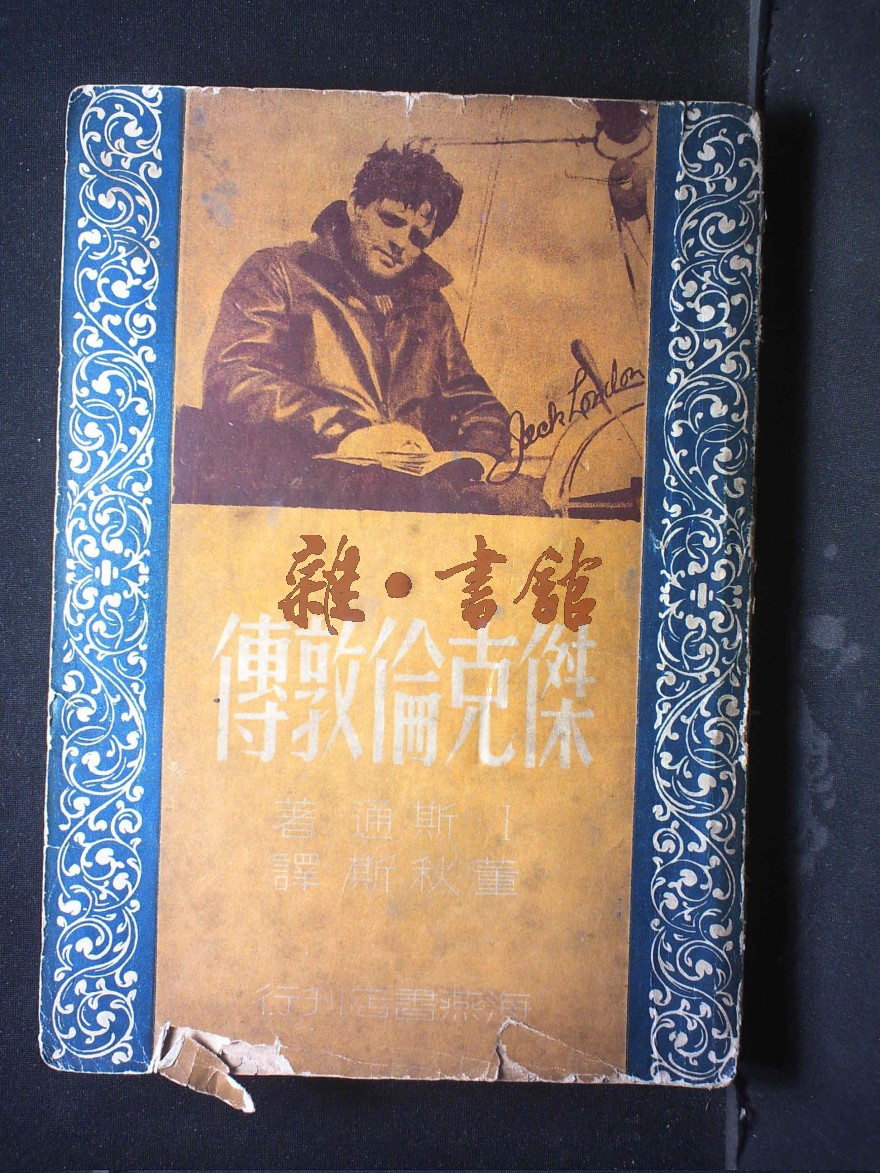 Jack London
雜·書館
傑克倫敦傳
I 斯通 著
董秋斯 譯
海燕書店刊行